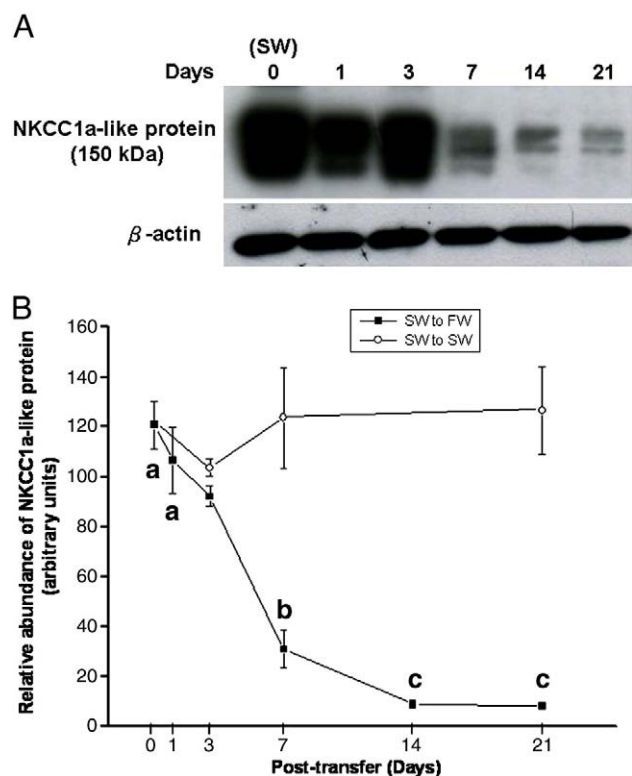 A
(SW)
Days 0 1 3 7 14 21
NKCC1a-like protein
(150 kDa)
β-actin
B
Relative abundance of NKCC1a-like protein
(arbitrary units)
160
140
120
100
80
60
40
20
0
SW to FW
SW to SW
a
a
b
c
c
0 1 3 7 14 21
Post-transfer (Days)